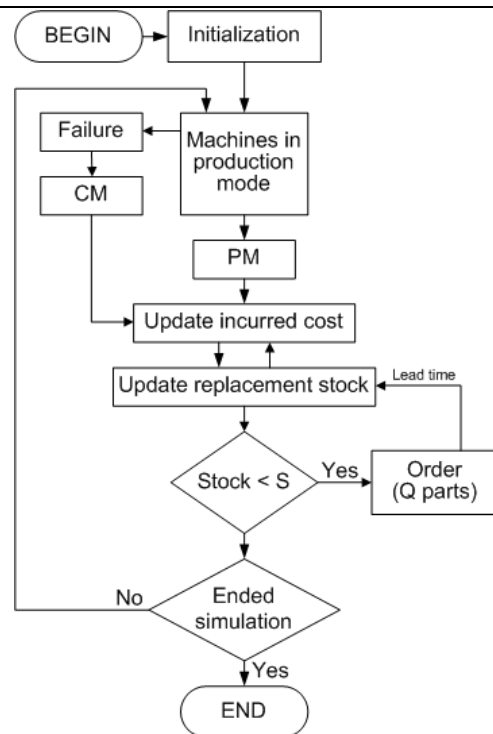 BEGIN
Initialization
Failure
Machines in
production
mode
CM
PM
Update incurred cost
Update replacement stock
Lead time
Stock < S
Yes
Order
(Q parts)
No
Ended
simulation
Yes
END